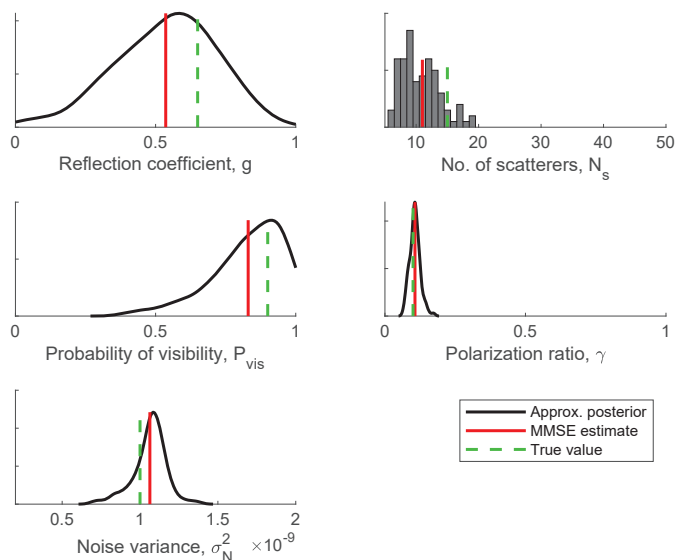 0 0.5 1
Reflection coefficient, g
10 20 30 40 50
No. of scatterers, N_s
0 0.5 1
Probability of visibility, P_vis
0 1
Polarization ratio, γ
0.5 1 1.5 2
Noise variance, σ_N^2 ×10^-9
Approx. posterior
MMSE estimate
True value